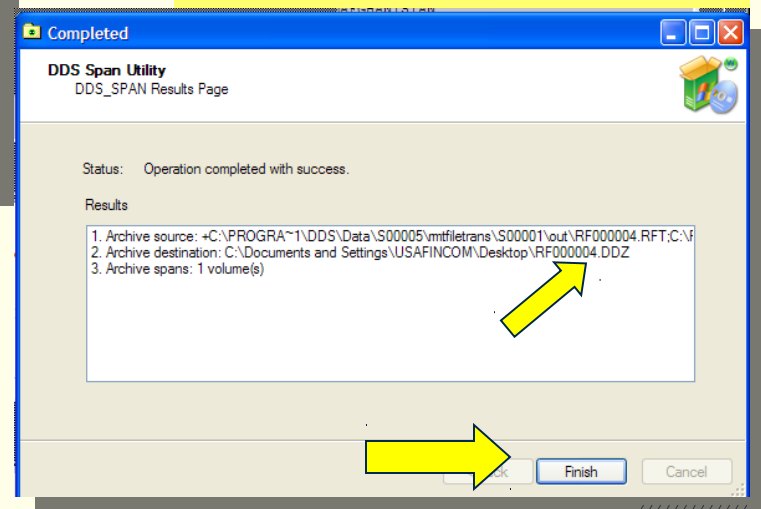 AFGHANISTAN
Completed
DDS Span Utility
DDS_SPAN Results Page
Status: Operation completed with success.
Results
1. Archive source: +C:\PROGRA~1\DDS\Data\S00005\mtfiletrans\S00001\out\RF000004.RFT;C:\F
2. Archive destination: C:\Documents and Settings\USAFINCOM\Desktop\RF000004.DDZ
3. Archive spans: 1 volume(s)
Finish
Cancel